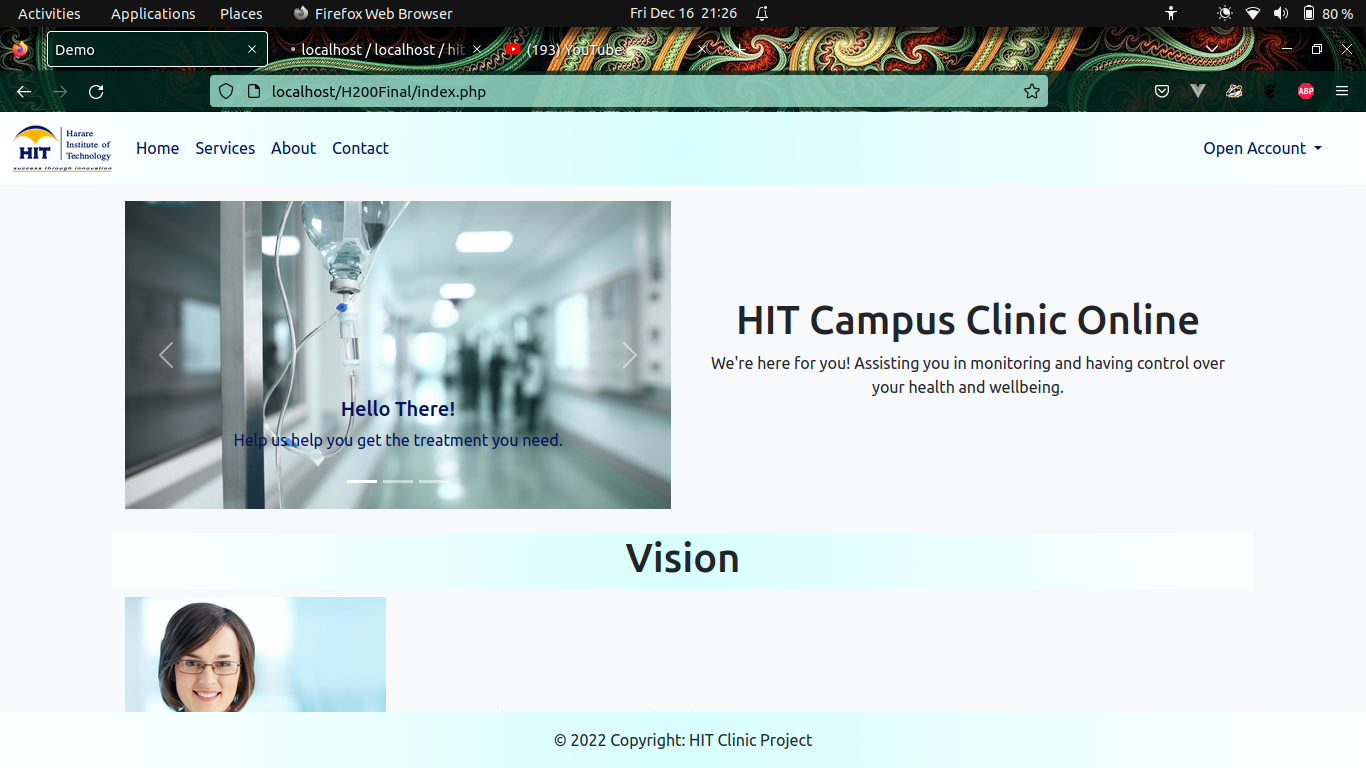 Activities Applications Places Firefox Web Browser Fri Dec 16 21:26 80 %
Demo localhost / localhost / hit (193) YouTube
localhost/H200Final/index.php ABP
HIT Harare
Institute of
Technology
success through innovation
Home Services About Contact Open Account
Hello There!
Help us help you get the treatment you need.
HIT Campus Clinic Online
We're here for you! Assisting you in monitoring and having control over
your health and wellbeing.
Vision
© 2022 Copyright: HIT Clinic Project